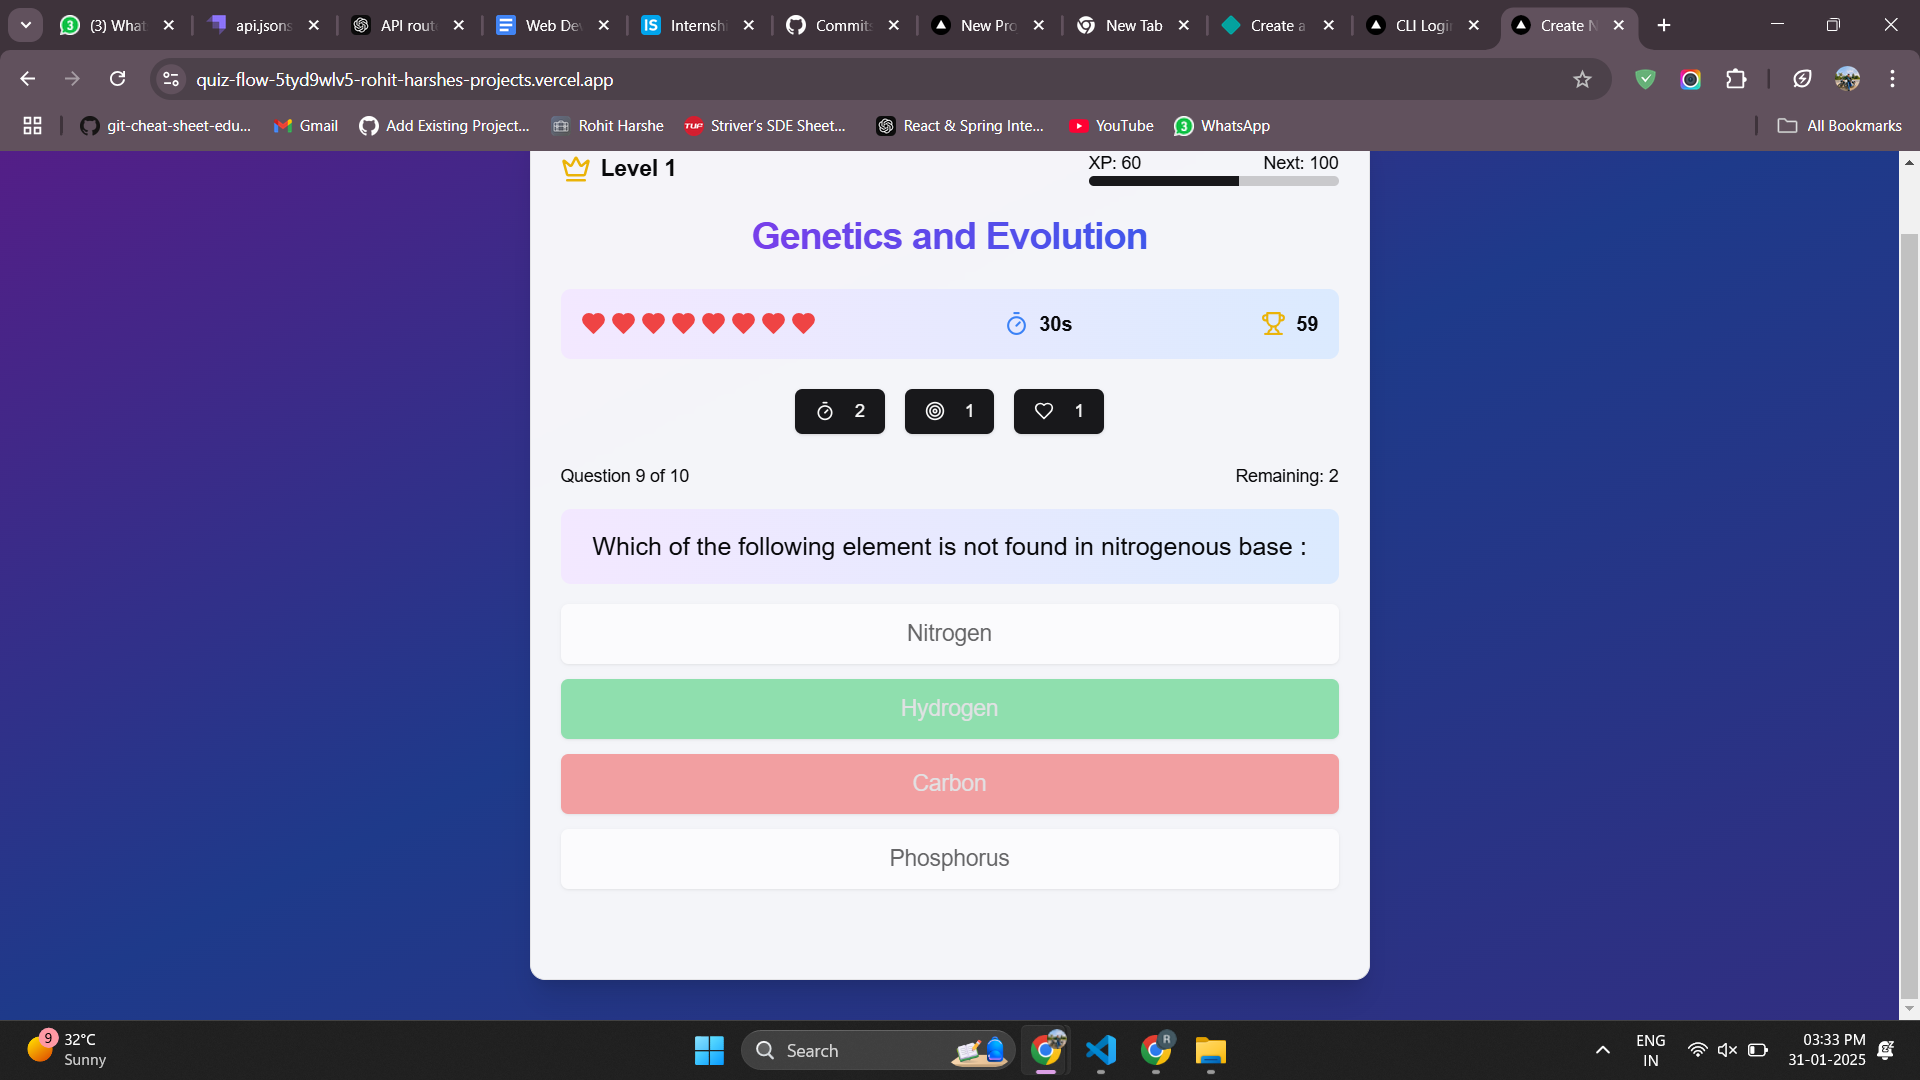 (3) What
api.jsons
API rout
Web De
Internsh
Commits
New Pro
New Tab
Create a
CLI Logi
Create N
quiz-flow-5tyd9wlv5-rohit-harshes-projects.vercel.app
git-cheat-sheet-edu...
Gmail
Add Existing Project...
Rohit Harshe
TUF
Striver's SDE Sheet...
React & Spring Inte...
YouTube
3
WhatsApp
All Bookmarks
Level 1
XP: 60
Next: 100
Genetics and Evolution
30s
59
2
1
1
Question 9 of 10
Remaining: 2
Which of the following element is not found in nitrogenous base :
Nitrogen
Hydrogen
Carbon
Phosphorus
9
32°C
Sunny
Search
R
ENG
IN
03:33 PM
31-01-2025